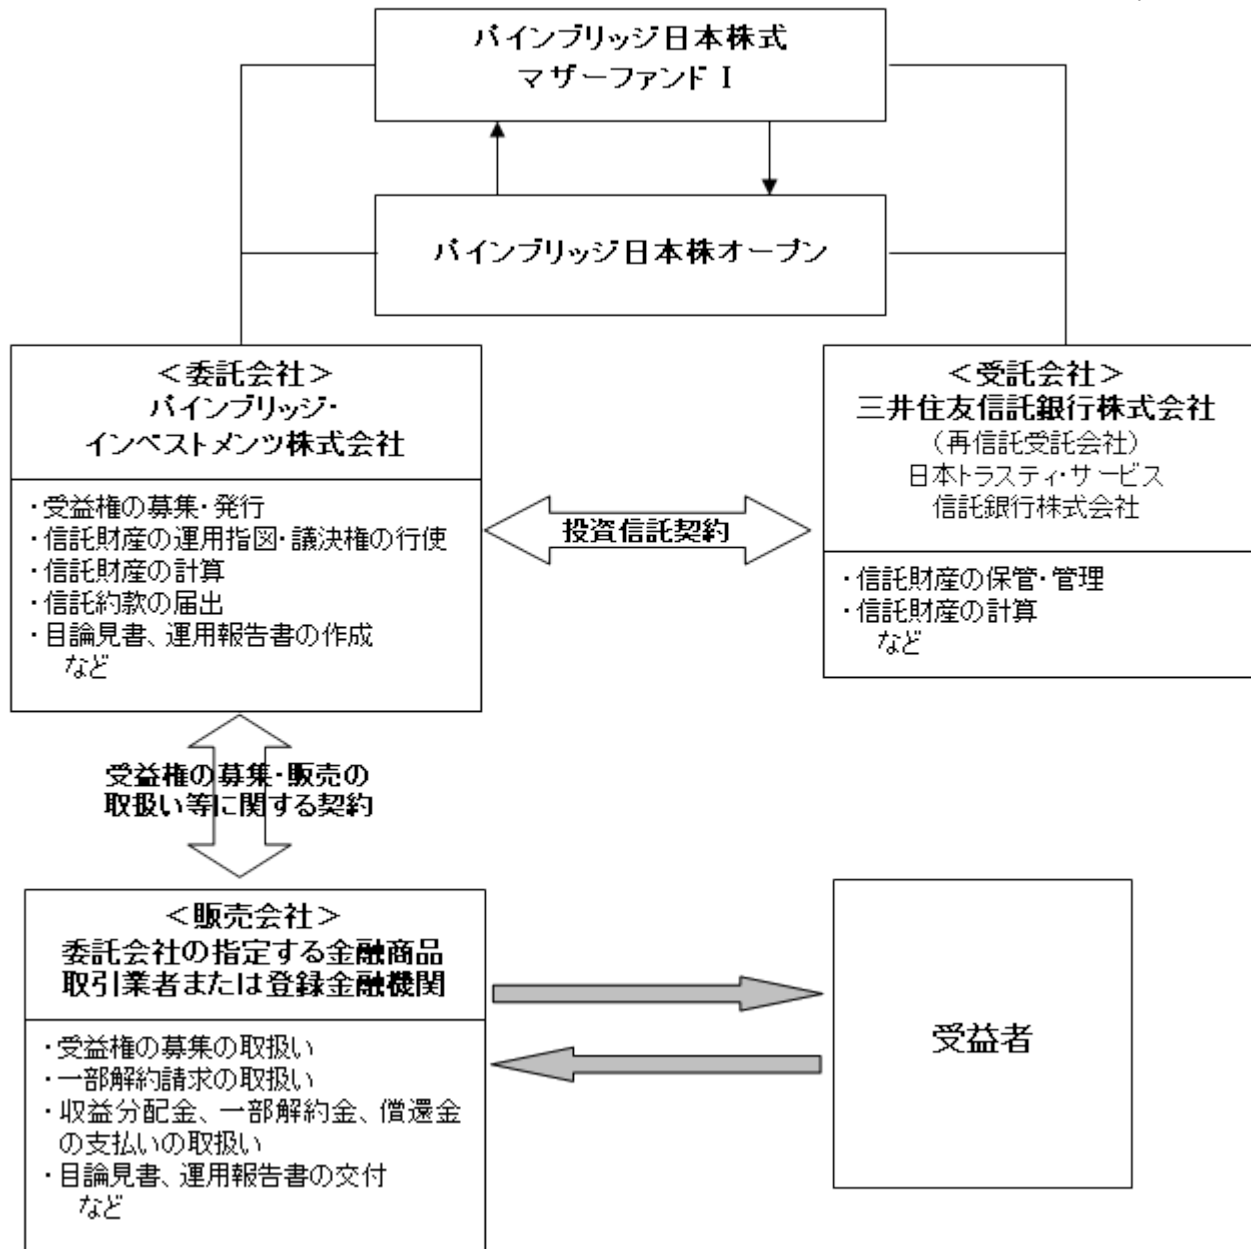 パインブリッジ日本株式
マザーファンド Ⅰ
パインブリッジ日本株オープン
＜委託会社＞
パインブリッジ・
インベストメンツ株式会社
・受益権の募集・発行
・信託財産の運用指図・議決権の行使
・信託財産の計算
・信託約款の届出
・目論見書、運用報告書の作成
など
投資信託契約
＜受託会社＞
三井住友信託銀行株式会社
（再信託受託会社）
日本トラスティ・サービス
信託銀行株式会社
・信託財産の保管・管理
・信託財産の計算
など
受益権の募集・販売の
取扱い等に関する契約
＜販売会社＞
委託会社の指定する金融商品
取引業者または登録金融機関
・受益権の募集の取扱い
・一部解約請求の取扱い
・収益分配金、一部解約金、償還金
の支払いの取扱い
・目論見書、運用報告書の交付
など
受益者